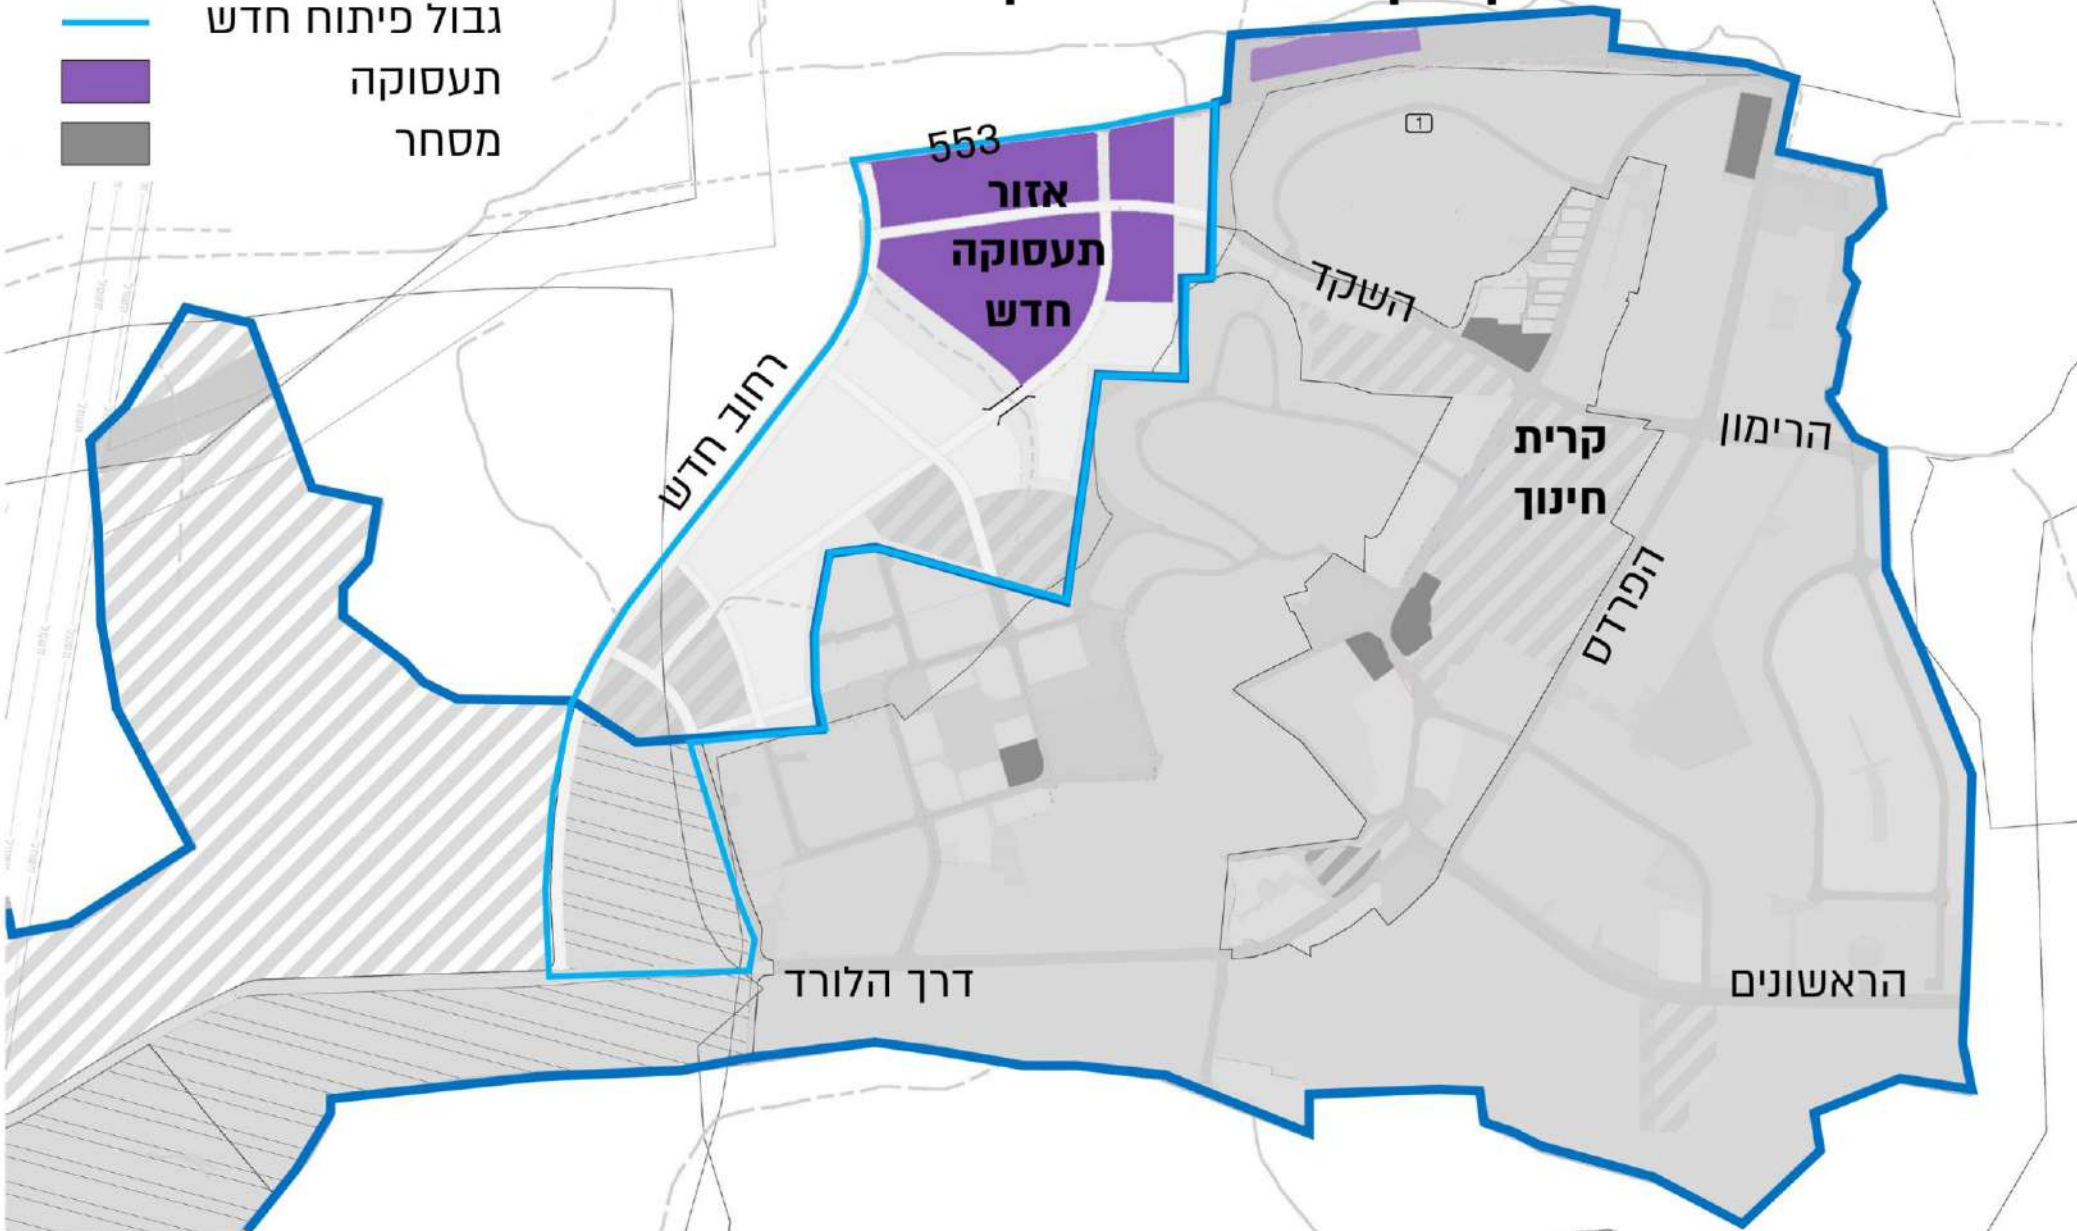 גבול פיתוח חדש
תעסוקה
מסחר
553
אזור
תעסוקה
חדש
1
השקד
רחוב חדש
הרימון
קרית
חינוך
הפרדס
דרך הלורד
הראשונים